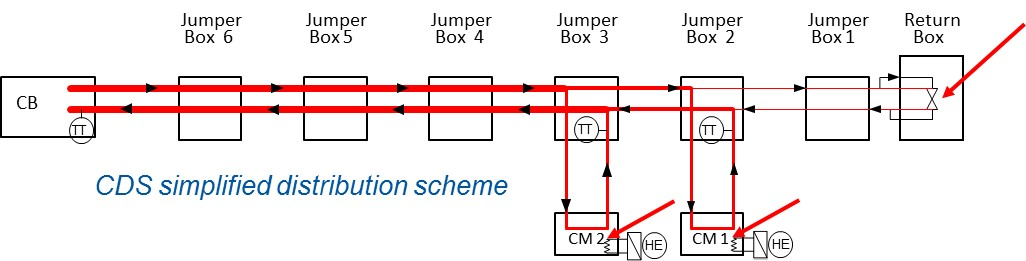 Jumper Box 6
Jumper Box 5
Jumper Box 4
Jumper Box 3
Jumper Box 2
Jumper Box 1
Return Box
CB
TT
TT
TT
CDS simplified distribution scheme
CM 2
HE
CM 1
HE